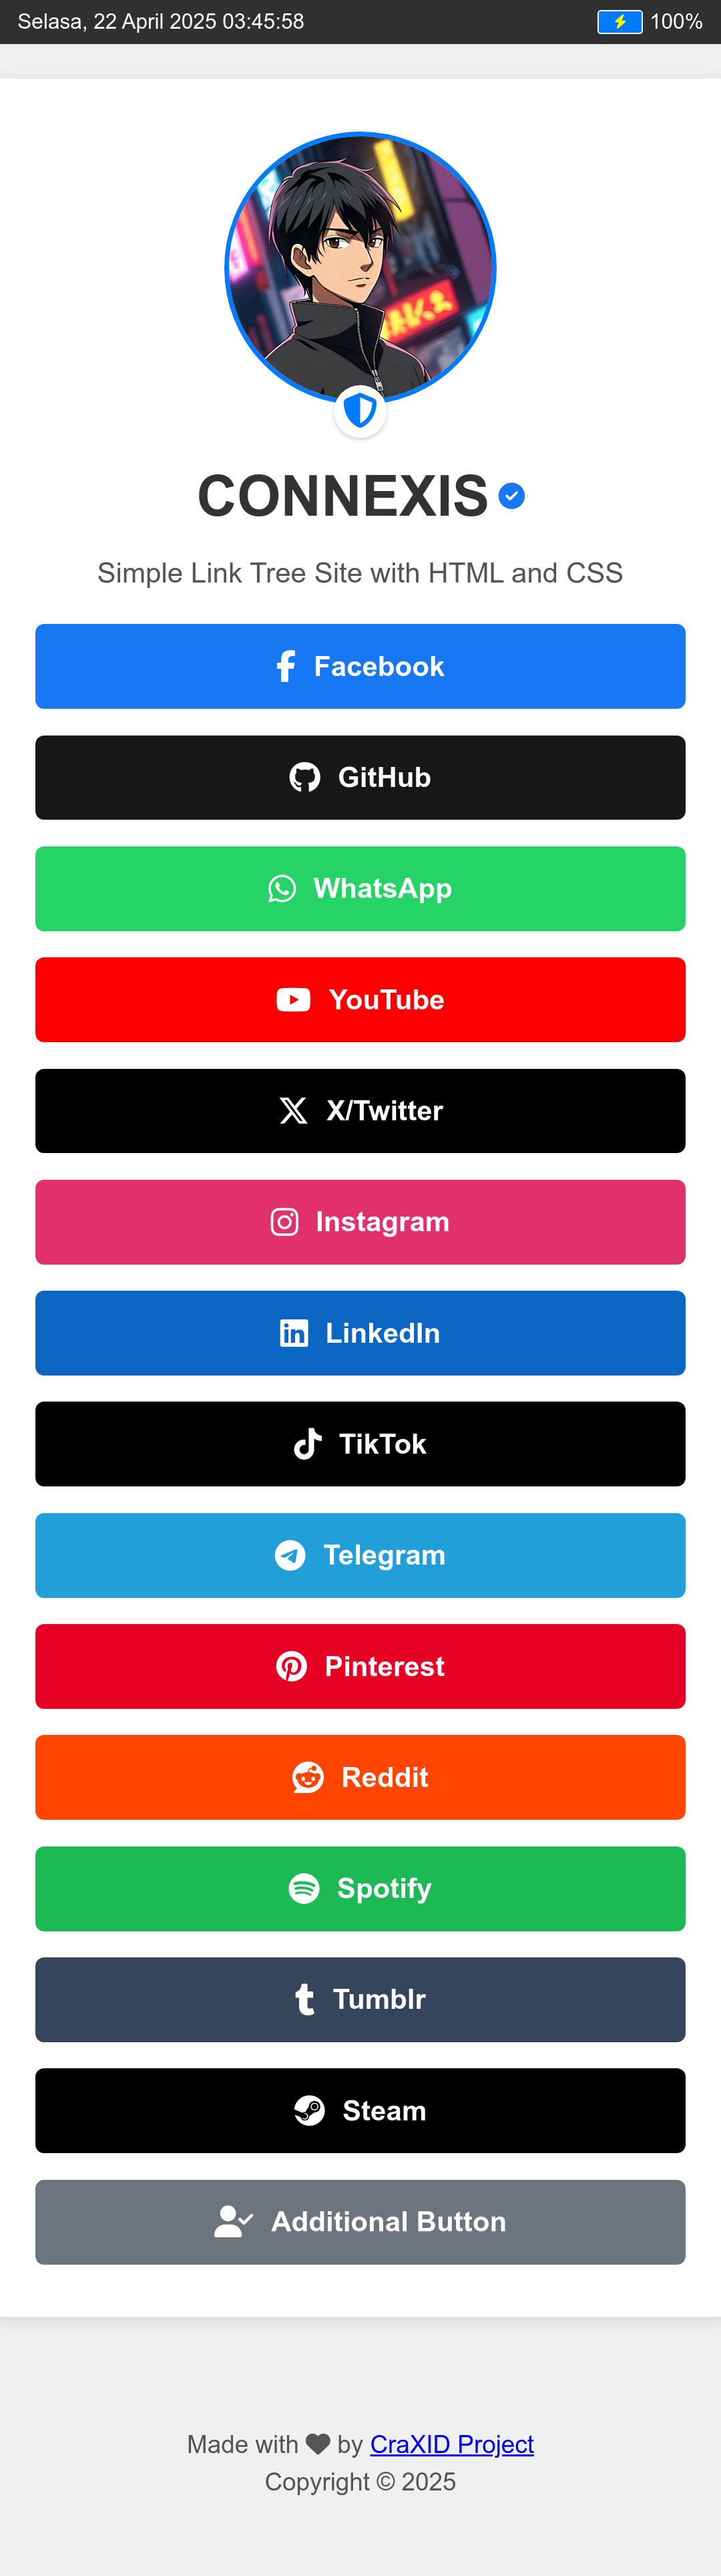 Selasa, 22 April 2025 03:45:58 100%
CONNEXIS
Simple Link Tree Site with HTML and CSS
Facebook
GitHub
WhatsApp
YouTube
X/Twitter
Instagram
LinkedIn
TikTok
Telegram
Pinterest
Reddit
Spotify
Tumblr
Steam
Additional Button
Made with ♥ by CraXID Project
Copyright © 2025